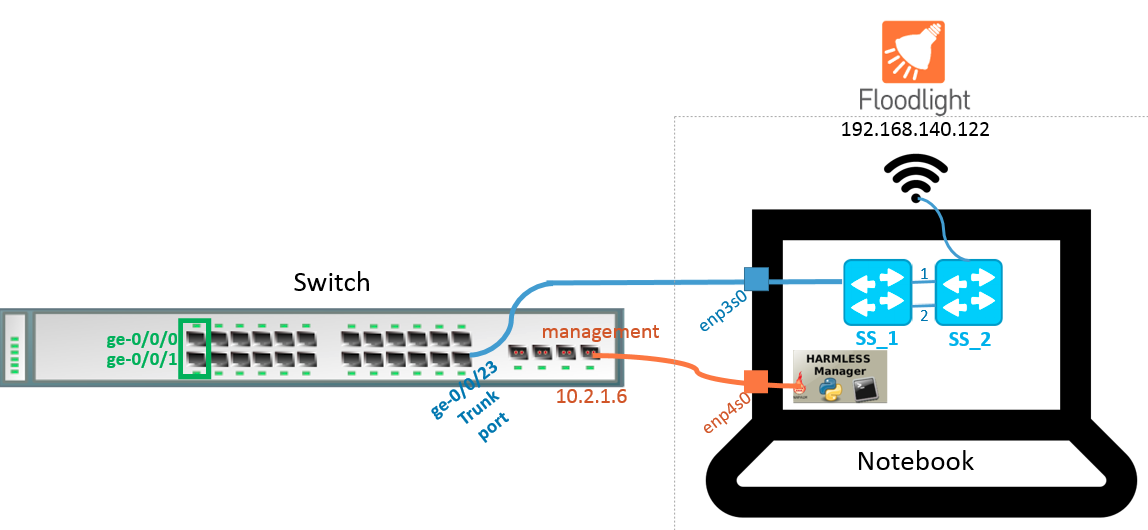 Floodlight
192.168.140.122
Switch
ge-0/0/0
ge-0/0/1
management
10.2.1.6
ge-0/0/23
Trunk
port
enp3s0
enp4s0
1
2
SS_1
SS_2
HARMLESS
Manager
Notebook